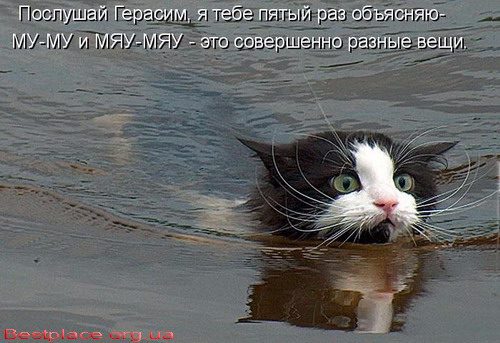 Послушай Герасим, я тебе пятый раз объясняю-
МУ-МУ и МЯУ-МЯУ - это совершенно разные вещи.
Bestplace.org.ua